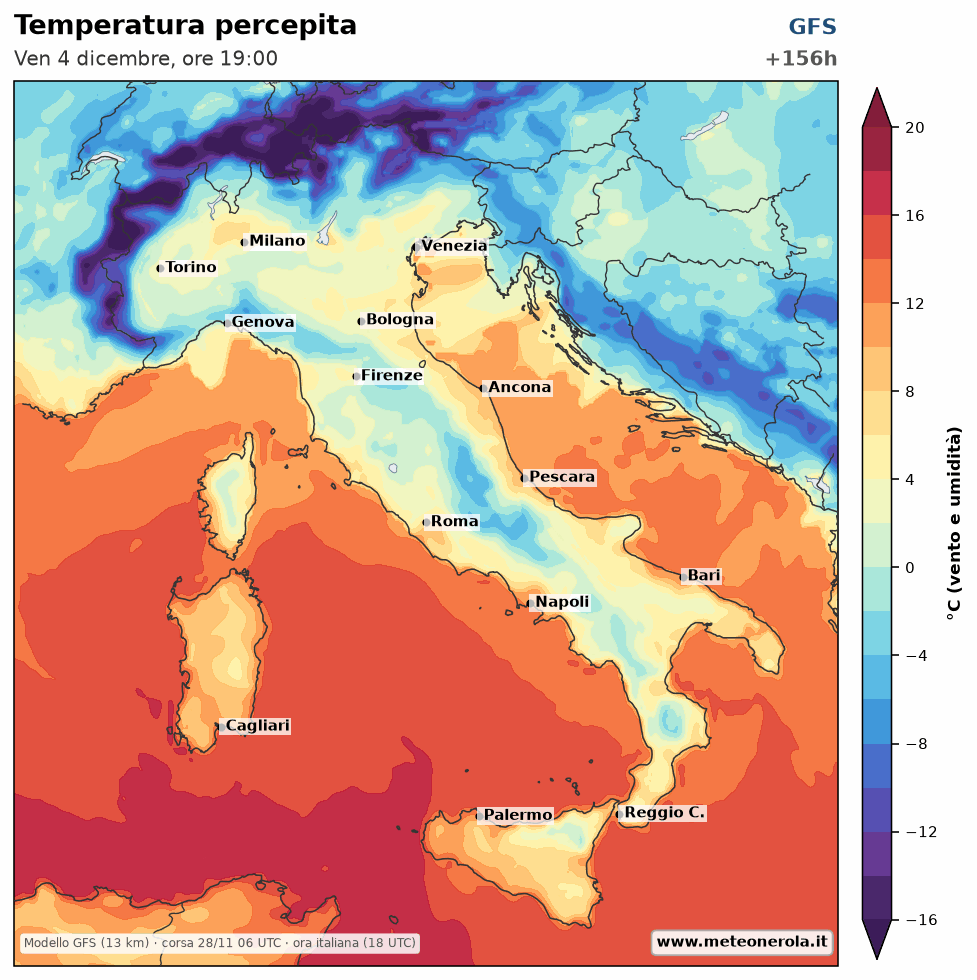 Temperatura percepita
GFS
Ven 4 dicembre, ore 19:00
+156h
Milano
Venezia
Torino
Genova
Bologna
Firenze
Ancona
Pescara
Roma
Bari
Napoli
Cagliari
Palermo
Reggio C.
20
16
12
8
4
0
−4
−8
−12
−16
°C (vento e umidità)
Modello GFS (13 km) · corsa 28/11 06 UTC · ora italiana (18 UTC)
www.meteonerola.it